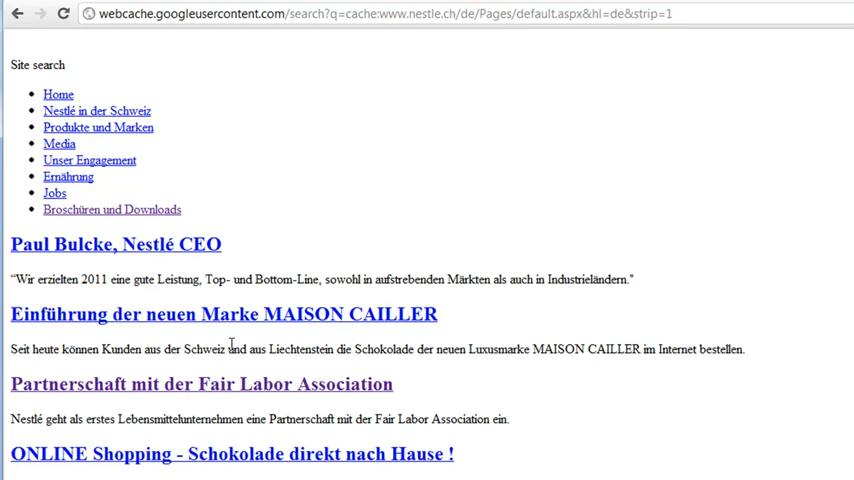 webcache.googleusercontent.com/search?q=cache:www.nestle.ch/de/Pages/default.aspx&hl=de&strip=1
Site search
Home
Nestlé in der Schweiz
Produkte und Marken
Media
Unser Engagement
Ernährung
Jobs
Broschüren und Downloads
Paul Bulcke, Nestlé CEO
"Wir erzielten 2011 eine gute Leistung, Top- und Bottom-Line, sowohl in aufstrebenden Märkten als auch in Industrieländern."
Einführung der neuen Marke MAISON CAILLER
Seit heute können Kunden aus der Schweiz und aus Liechtenstein die Schokolade der neuen Luxusmarke MAISON CAILLER im Internet bestellen.
Partnerschaft mit der Fair Labor Association
Nestlé geht als erstes Lebensmittelunternehmen eine Partnerschaft mit der Fair Labor Association ein.
ONLINE Shopping - Schokolade direkt nach Hause !